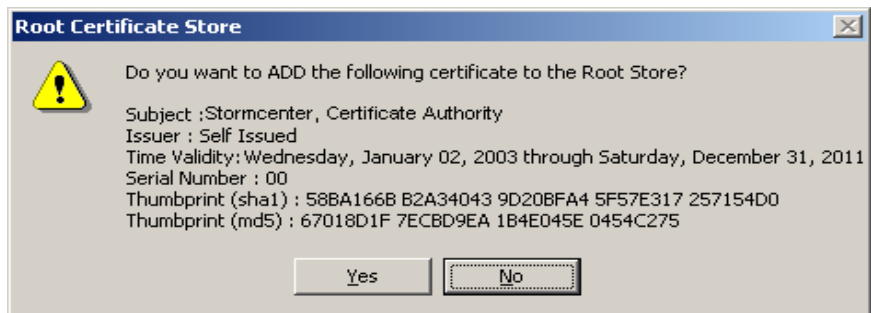 Root Certificate Store
Do you want to ADD the following certificate to the Root Store?
Subject :Stormcenter, Certificate Authority
Issuer : Self Issued
Time Validity: Wednesday, January 02, 2003 through Saturday, December 31, 2011
Serial Number : 00
Thumbprint (sha1) : 58BA166B B2A34043 9D20BFA4 5F57E317 257154D0
Thumbprint (md5) : 67018D1F 7ECBD9EA 1B4E045E 0454C275
Yes
No